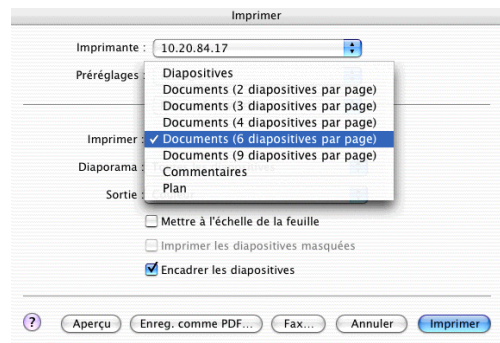 Imprimer
Imprimante : 10.20.84.17
Préréglages :
Diapositives
Documents (2 diapositives par page)
Documents (3 diapositives par page)
Documents (4 diapositives par page)
Imprimer : ✓ Documents (6 diapositives par page)
Documents (9 diapositives par page)
Diaporama :
Commentaires
Plan
Sortie :
Mettre à l'échelle de la feuille
Imprimer les diapositives masquées
Encadrer les diapositives
? Aperçu Enreg. comme PDF... Fax... Annuler Imprimer